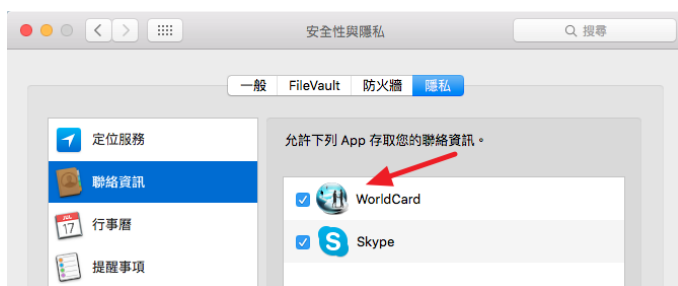 安全性與隱私
搜尋
一般 FileVault 防火牆 隱私
定位服務
聯絡資訊
JUL 17 行事曆
提醒事項
允許下列 App 存取您的聯絡資訊。
WorldCard
Skype